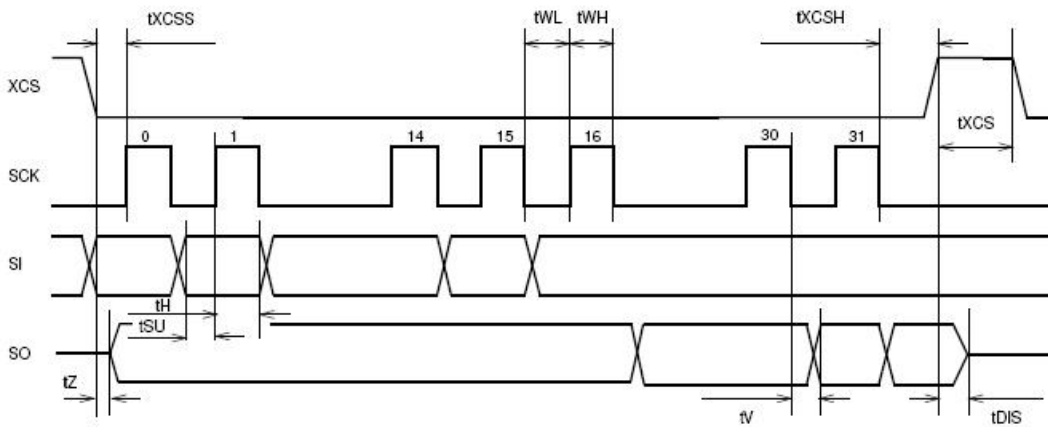 tXCSS tWL tWH tXCSH
XCS
tXCS
0 1 14 15 16 30 31
SCK
SI
tH
tSU
SO
tZ
tV tDIS